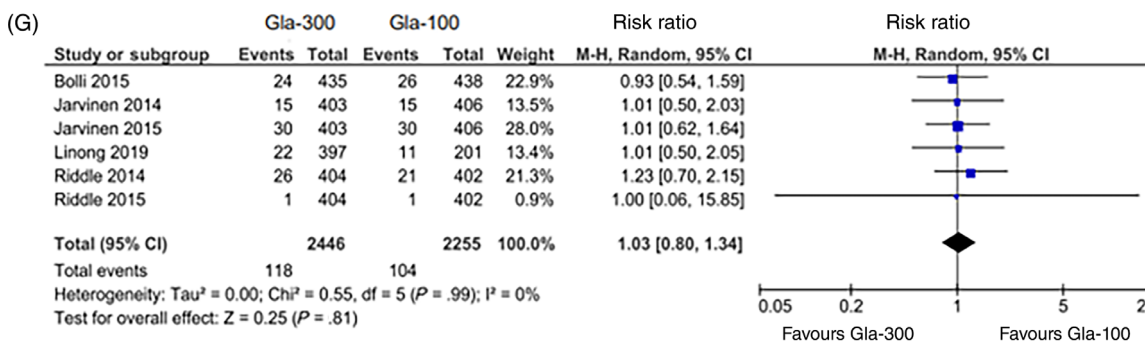 (G) Gla-300 Gla-100 Risk ratio Risk ratio
Study or subgroup Events Total Events Total Weight M-H, Random, 95% CI M-H, Random, 95% CI
Bolli 2015 24 435 26 438 22.9% 0.93 [0.54, 1.59]
Jarvinen 2014 15 403 15 406 13.5% 1.01 [0.50, 2.03]
Jarvinen 2015 30 403 30 406 28.0% 1.01 [0.62, 1.64]
Linong 2019 22 397 11 201 13.4% 1.01 [0.50, 2.05]
Riddle 2014 26 404 21 402 21.3% 1.23 [0.70, 2.15]
Riddle 2015 1 404 1 402 0.9% 1.00 [0.06, 15.85]
Total (95% CI) 2446 2255 100.0% 1.03 [0.80, 1.34]
Total events 118 104
Heterogeneity: Tau² = 0.00; Chi² = 0.55, df = 5 (P = .99); I² = 0%
Test for overall effect: Z = 0.25 (P = .81)
0.05 0.2 1 5 2
Favours Gla-300 Favours Gla-100